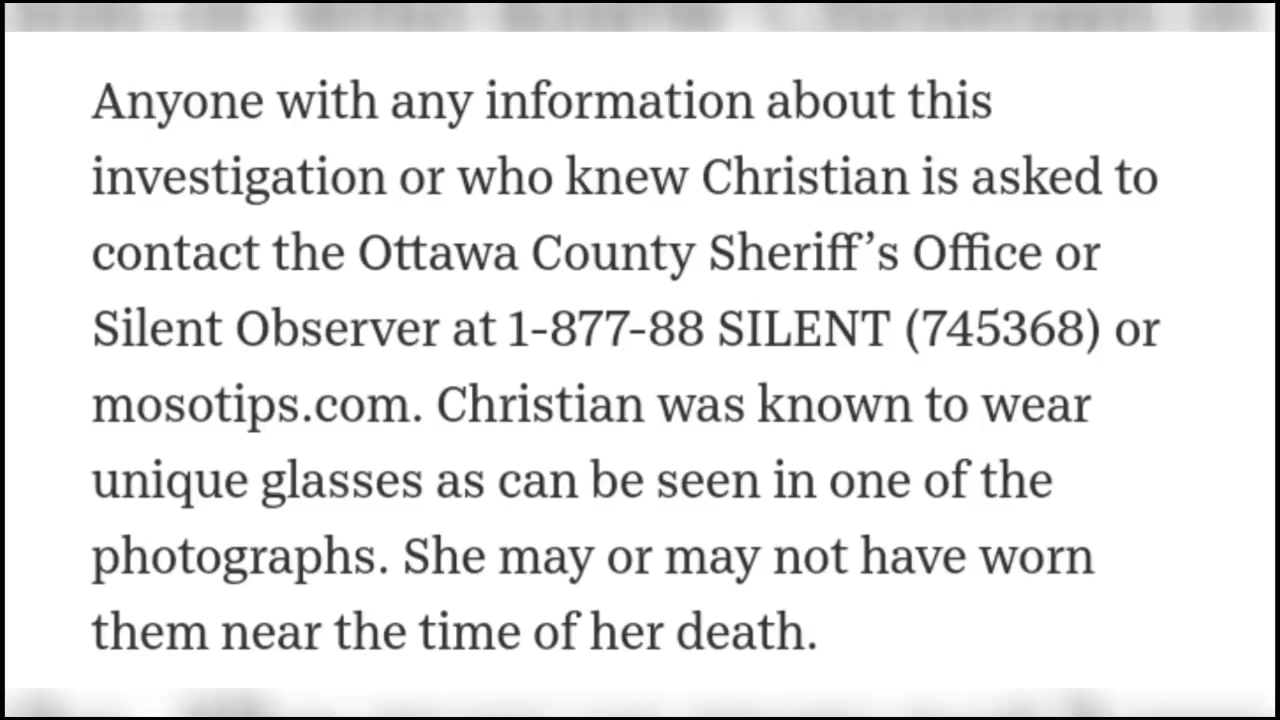 Anyone with any information about this
investigation or who knew Christian is asked to
contact the Ottawa County Sheriff’s Office or
Silent Observer at 1-877-88 SILENT (745368) or
mosotips.com. Christian was known to wear
unique glasses as can be seen in one of the
photographs. She may or may not have worn
them near the time of her death.